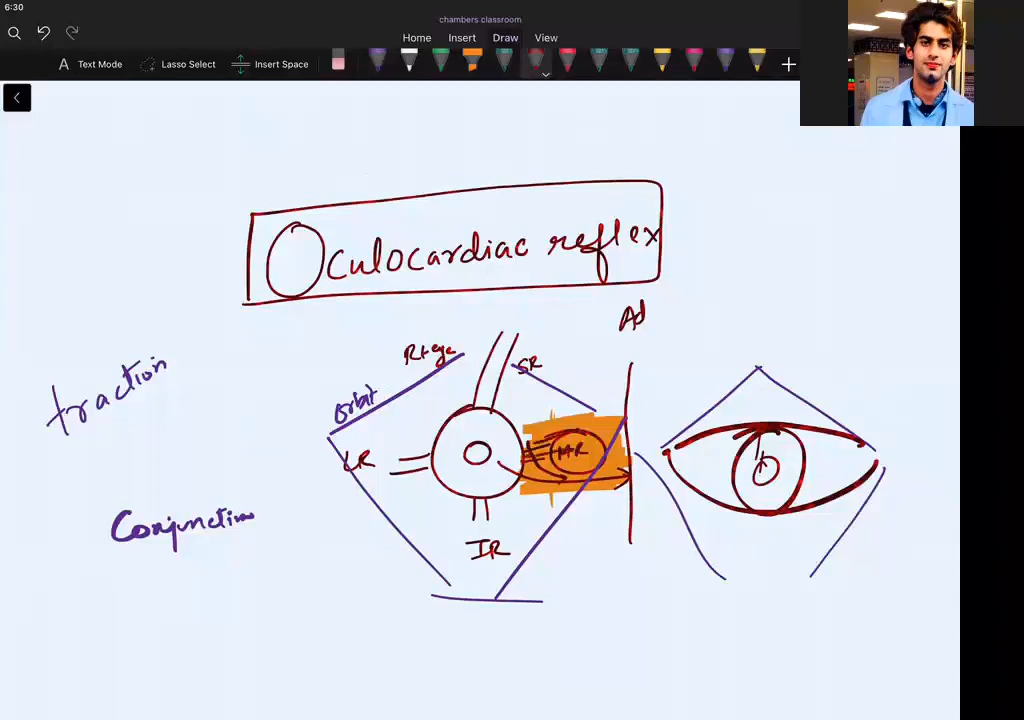 6:30
chambers classroom
Home Insert Draw View
Text Mode Lasso Select Insert Space
Oculocardiac reflex
Ad
Rt eye
SR
traction
Orbit
LR
MR
IR